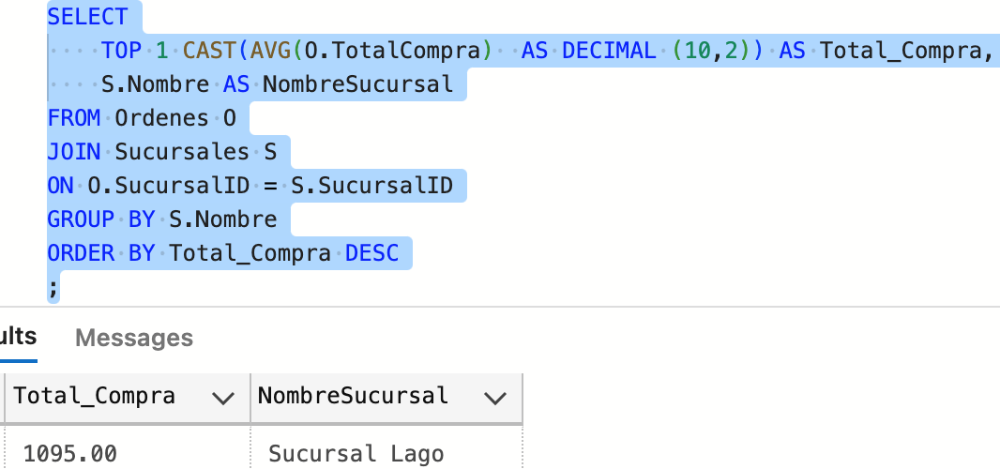 SELECT
TOP 1 CAST(AVG(O.TotalCompra)  AS DECIMAL (10,2)) AS Total_Compra,
S.Nombre AS NombreSucursal
FROM Ordenes O
JOIN Sucursales S
ON O.SucursalID = S.SucursalID
GROUP BY S.Nombre
ORDER BY Total_Compra DESC
;
ults Messages
Total_Compra NombreSucursal
1095.00 Sucursal Lago